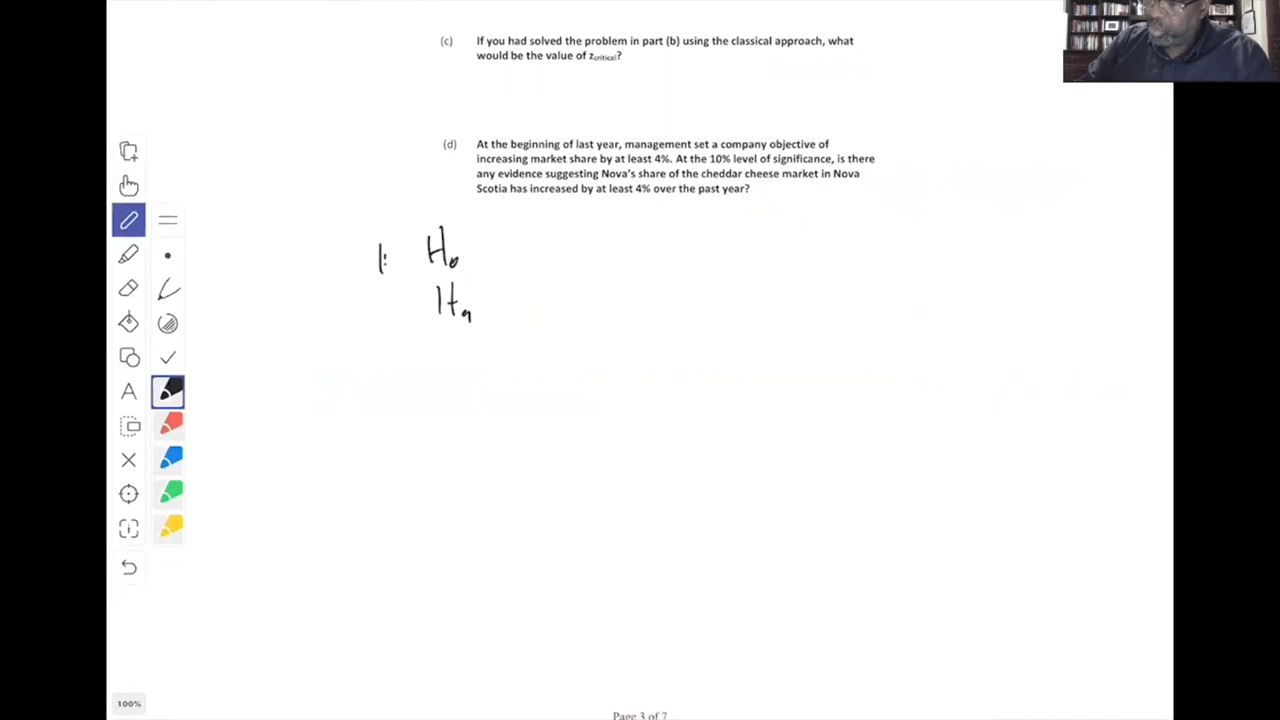 (c) If you had solved the problem in part (b) using the classical approach, what
would be the value of zcritical?
(d) At the beginning of last year, management set a company objective of
increasing market share by at least 4%. At the 10% level of significance, is there
any evidence suggesting Nova's share of the cheddar cheese market in Nova
Scotia has increased by at least 4% over the past year?
1: H₀
Hₐ
A
100%
Page 3 of 7